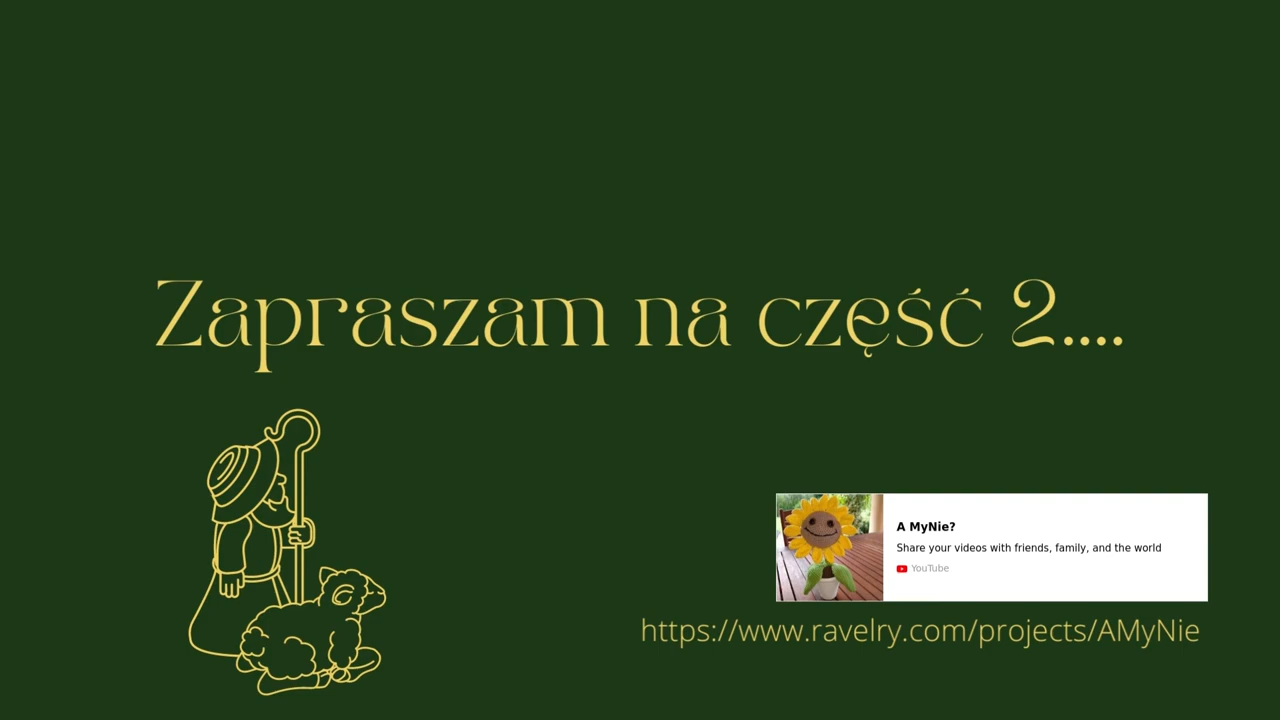 Zapraszam na część 2....
A MyNie?
Share your videos with friends, family, and the world
YouTube
https://www.ravelry.com/projects/AMyNie